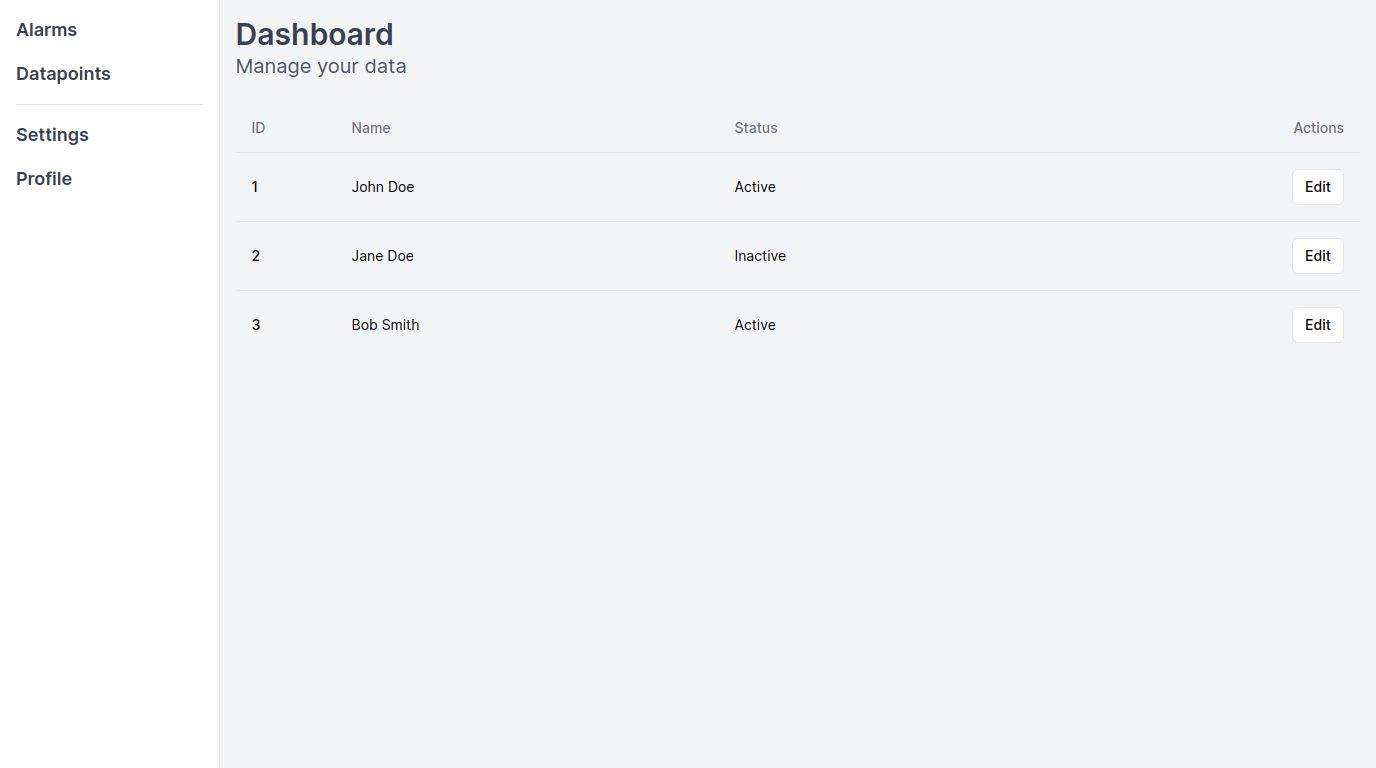 Alarms
Datapoints
Settings
Profile
Dashboard
Manage your data
ID Name Status Actions
1 John Doe Active Edit
2 Jane Doe Inactive Edit
3 Bob Smith Active Edit